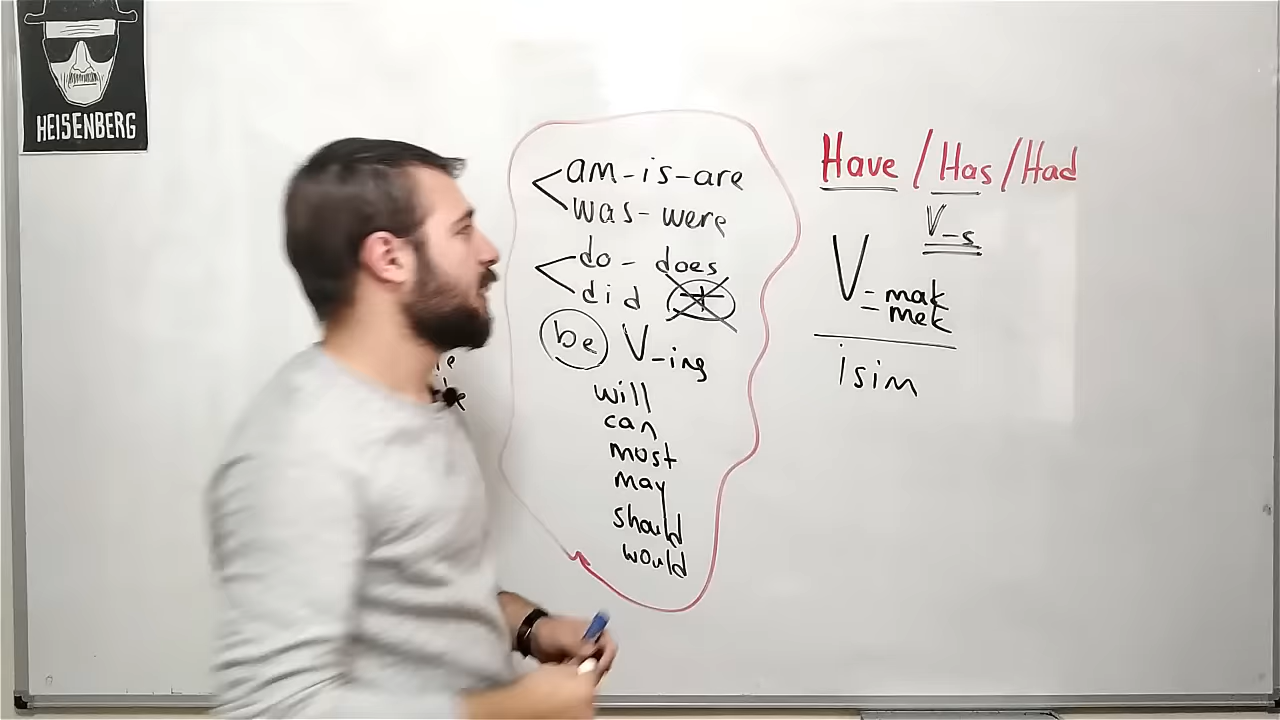 HEISENBERG
am-is-are
was-were
do - does
did +
be V-ing
will
can
most
may
should
would
Have / Has / Had
V-s
V-mak
-mek
isim